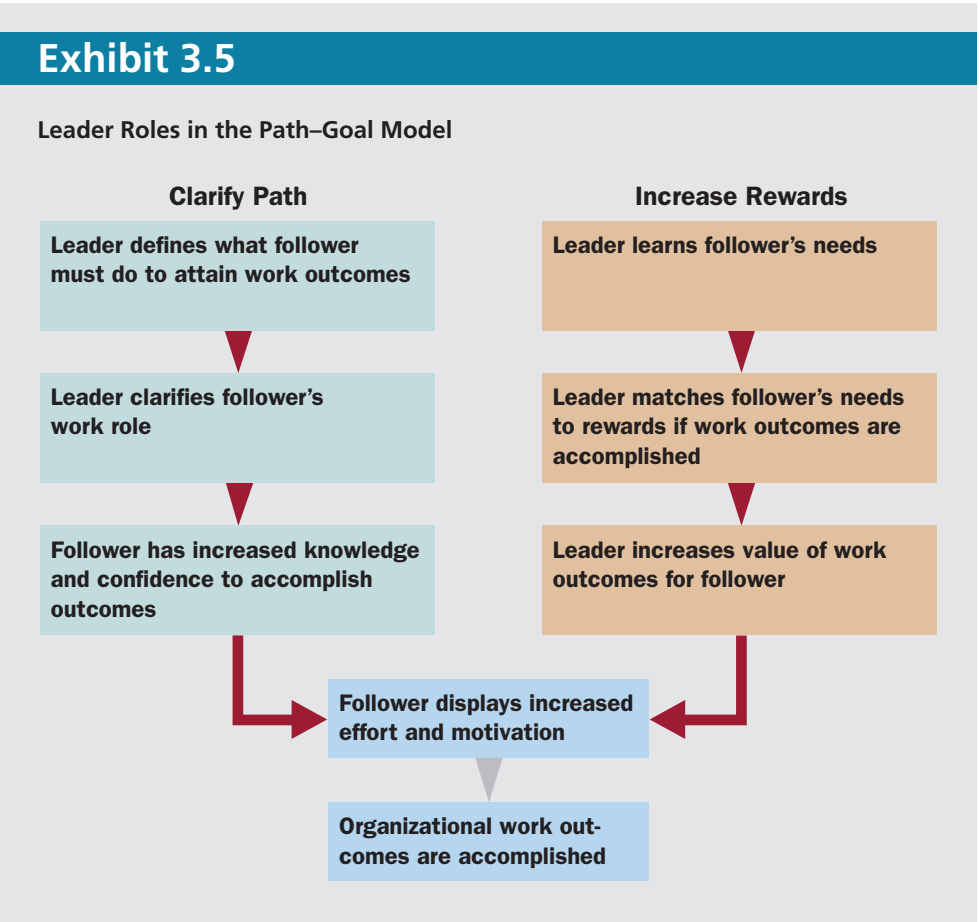 Exhibit 3.5
Leader Roles in the Path–Goal Model
Clarify Path
Leader defines what follower
must do to attain work outcomes
Leader clarifies follower’s
work role
Follower has increased knowledge
and confidence to accomplish
outcomes
Increase Rewards
Leader learns follower’s needs
Leader matches follower’s needs
to rewards if work outcomes are
accomplished
Leader increases value of work
outcomes for follower
Follower displays increased
effort and motivation
Organizational work out-
comes are accomplished